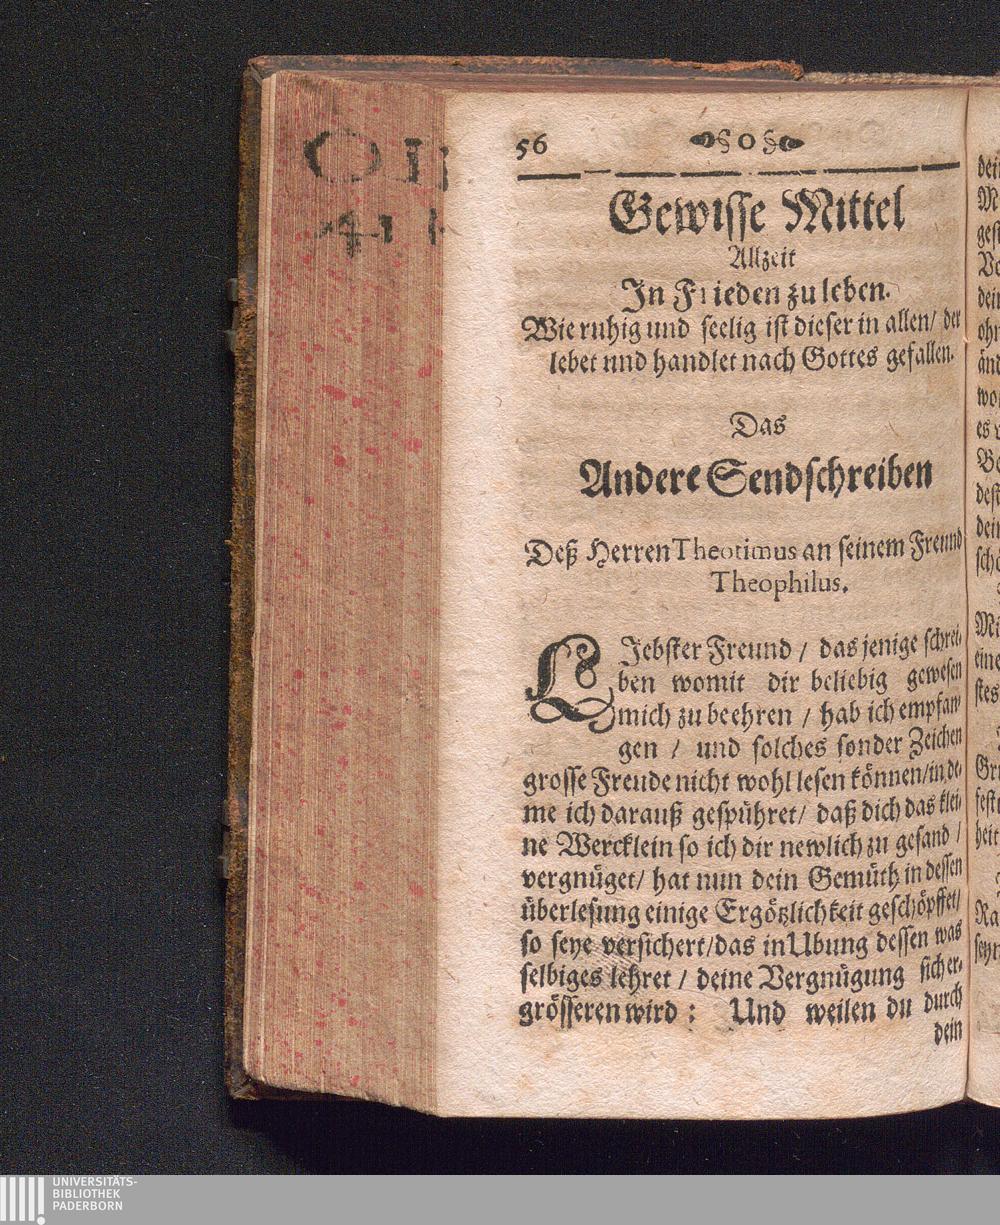 56 §0§
Gewisse Mittel
Allzeit
In Frieden zu leben.
Wie ruhig und seelig ist dieser in allen/ der
lebet und handlet nach Gottes gefallen.
Das
Andere Sendschreiben
Deß Herren Theotimus an seinem Freund
Theophilus.
LIebster Freund / das jenige schrei-
ben womit dir beliebig gewesen
mich zu beehren / hab ich empfan-
gen / und solches sonder Zeichen
grosse Freude nicht wohl lesen können/in de-
me ich darauß gespühret/ daß dich das klei-
ne Wercklein so ich dir newlich zu gesand /
vergnüget/ hat nun dein Gemüth in dessen
überlesung einige Ergötzlichkeit geschöpffet/
so seye versichert/das in Ubung dessen was
selbiges lehret / deine Vergnügung sich er-
grösseren wird : Und weilen du durch
dein
UNIVERSITÄTS-
BIBLIOTHEK
PADERBORN